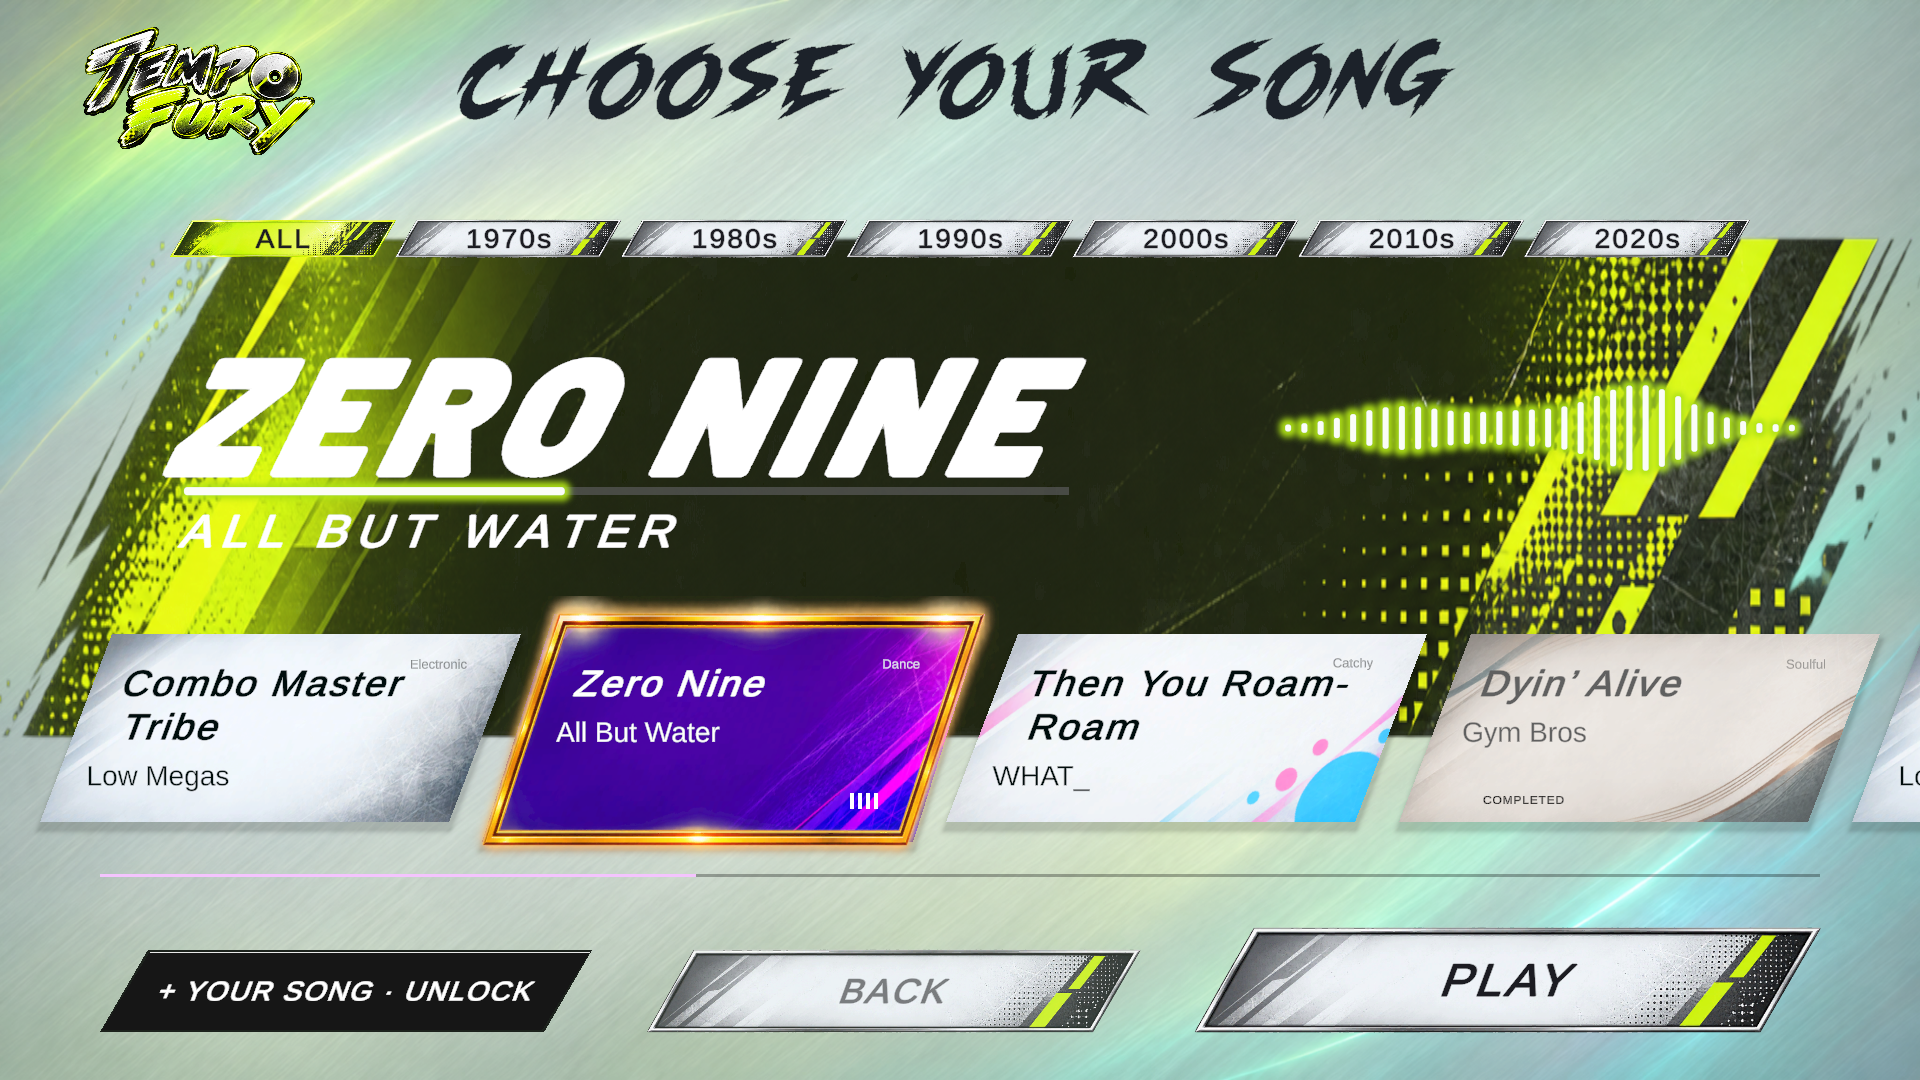 TEMPO
FURY
CHOOSE YOUR SONG
ALL
1970s
1980s
1990s
2000s
2010s
2020s
ZERO NINE
ALL BUT WATER
Combo Master
Tribe
Electronic
Low Megas
Zero Nine
Dance
All But Water
Then You Roam-
Roam
Catchy
WHAT_
Dyin’ Alive
Soulful
Gym Bros
COMPLETED
+ YOUR SONG · UNLOCK
BACK
PLAY